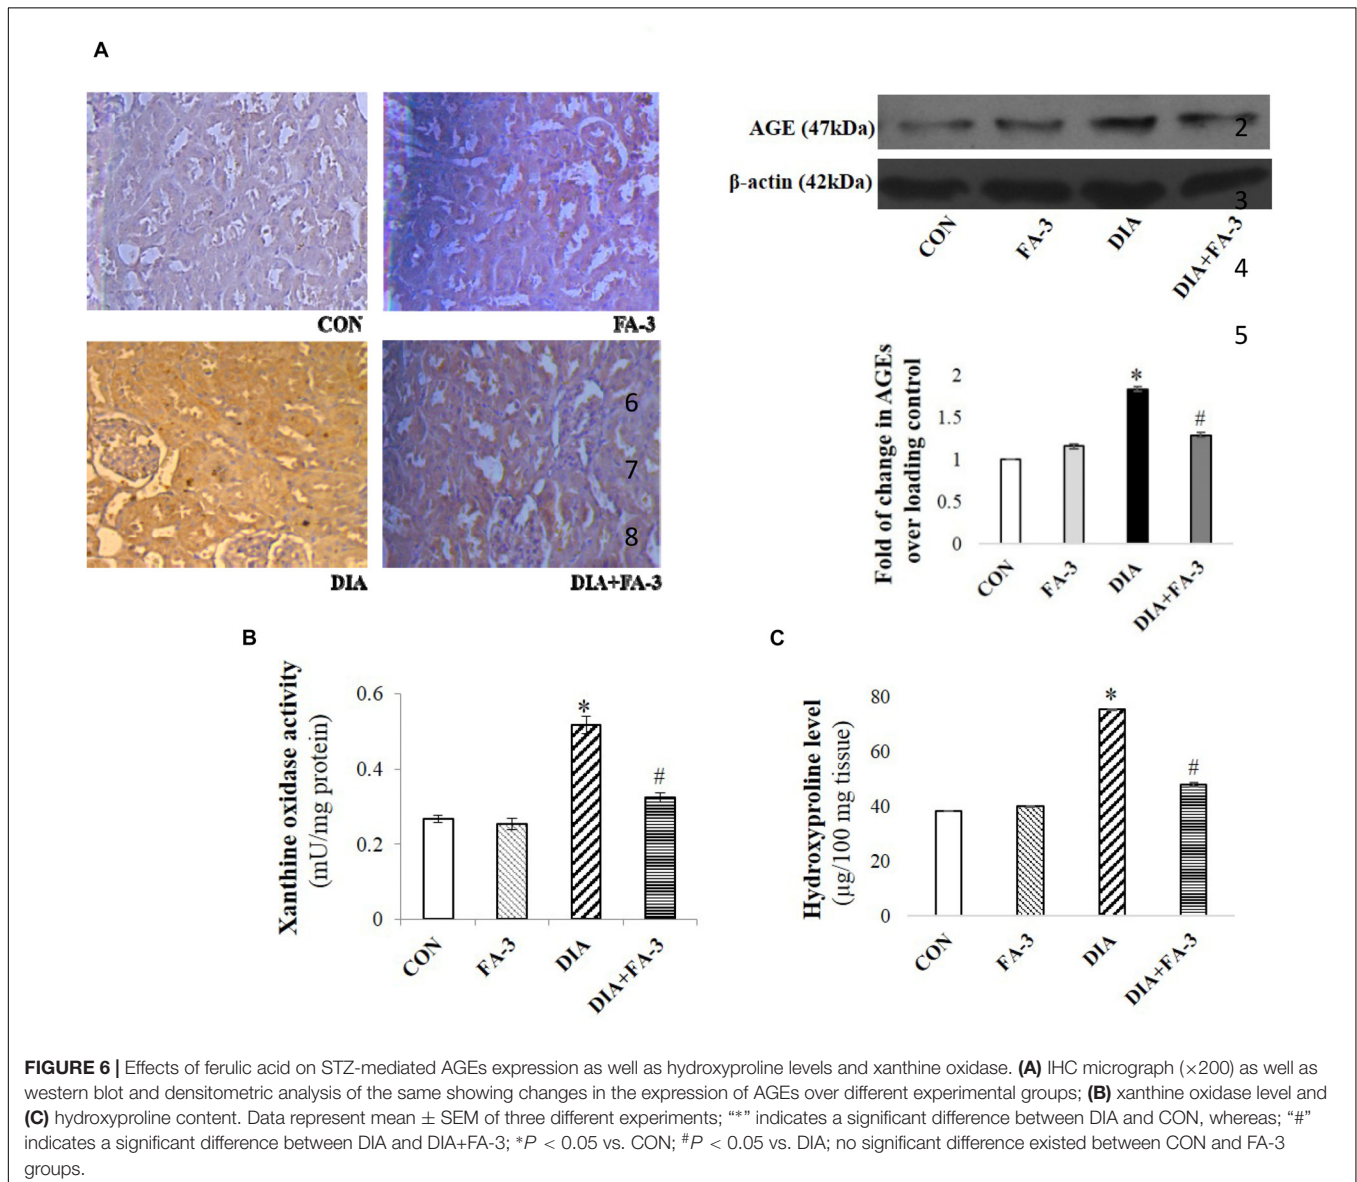 A
CON
FA-3
DIA
DIA+FA-3
AGE (47kDa)
β-actin (42kDa)
CON
FA-3
DIA
DIA+FA-3
2
3
4
5
6
7
8
Fold of change in AGEs
over loading control
2
1.5
1
0.5
0
*
#
CON
FA-3
DIA
DIA+FA-3
B
Xanthine oxidase activity
(mU/mg protein)
0.6
0.4
0.2
0
*
#
CON
FA-3
DIA
DIA+FA-3
C
Hydroxyproline level
(µg/100 mg tissue)
80
60
40
20
0
*
#
CON
FA-3
DIA
DIA+FA-3
FIGURE 6 | Effects of ferulic acid on STZ-mediated AGEs expression as well as hydroxyproline levels and xanthine oxidase. (A) IHC micrograph (×200) as well as
western blot and densitometric analysis of the same showing changes in the expression of AGEs over different experimental groups; (B) xanthine oxidase level and
(C) hydroxyproline content. Data represent mean ± SEM of three different experiments; “*” indicates a significant difference between DIA and CON, whereas; “#”
indicates a significant difference between DIA and DIA+FA-3; *P < 0.05 vs. CON; #P < 0.05 vs. DIA; no significant difference existed between CON and FA-3
groups.